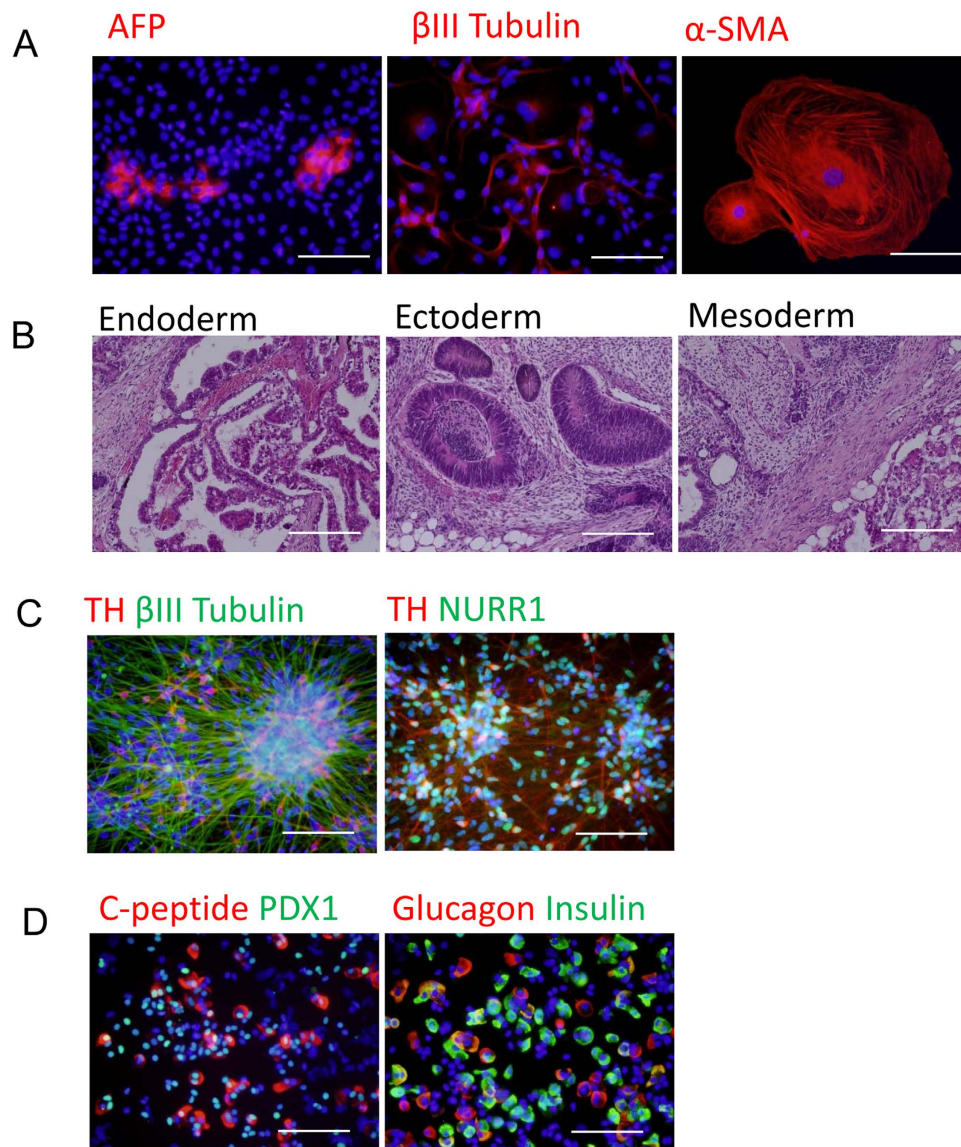 A
AFP
βIII Tubulin
α-SMA
B
Endoderm
Ectoderm
Mesoderm
C
TH βIII Tubulin
TH NURR1
D
C-peptide PDX1
Glucagon Insulin